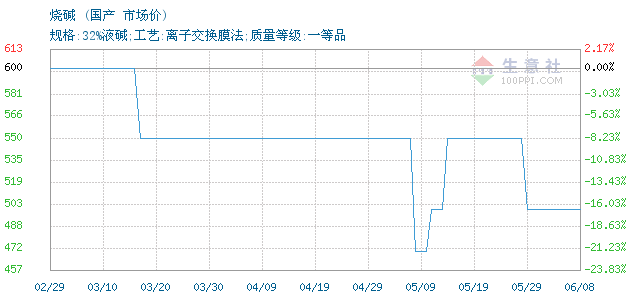 烧碱 (国产 市场价)
规格:32%液碱;工艺:离子交换膜法;质量等级:一等品
613 2.17%
600 0.00%
生意社
100PPI.COM
581 -3.03%
566 -5.63%
550 -8.23%
535 -10.83%
519 -13.43%
503 -16.03%
488 -18.63%
472 -21.23%
457 -23.83%
02/29 03/10 03/20 03/30 04/09 04/19 04/29 05/09 05/19 05/29 06/08